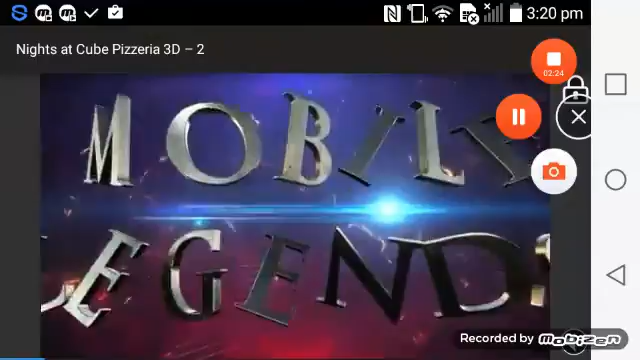 3:20 pm
Nights at Cube Pizzeria 3D – 2
02:24
MOBILE
LEGENDS
Recorded by mobizen